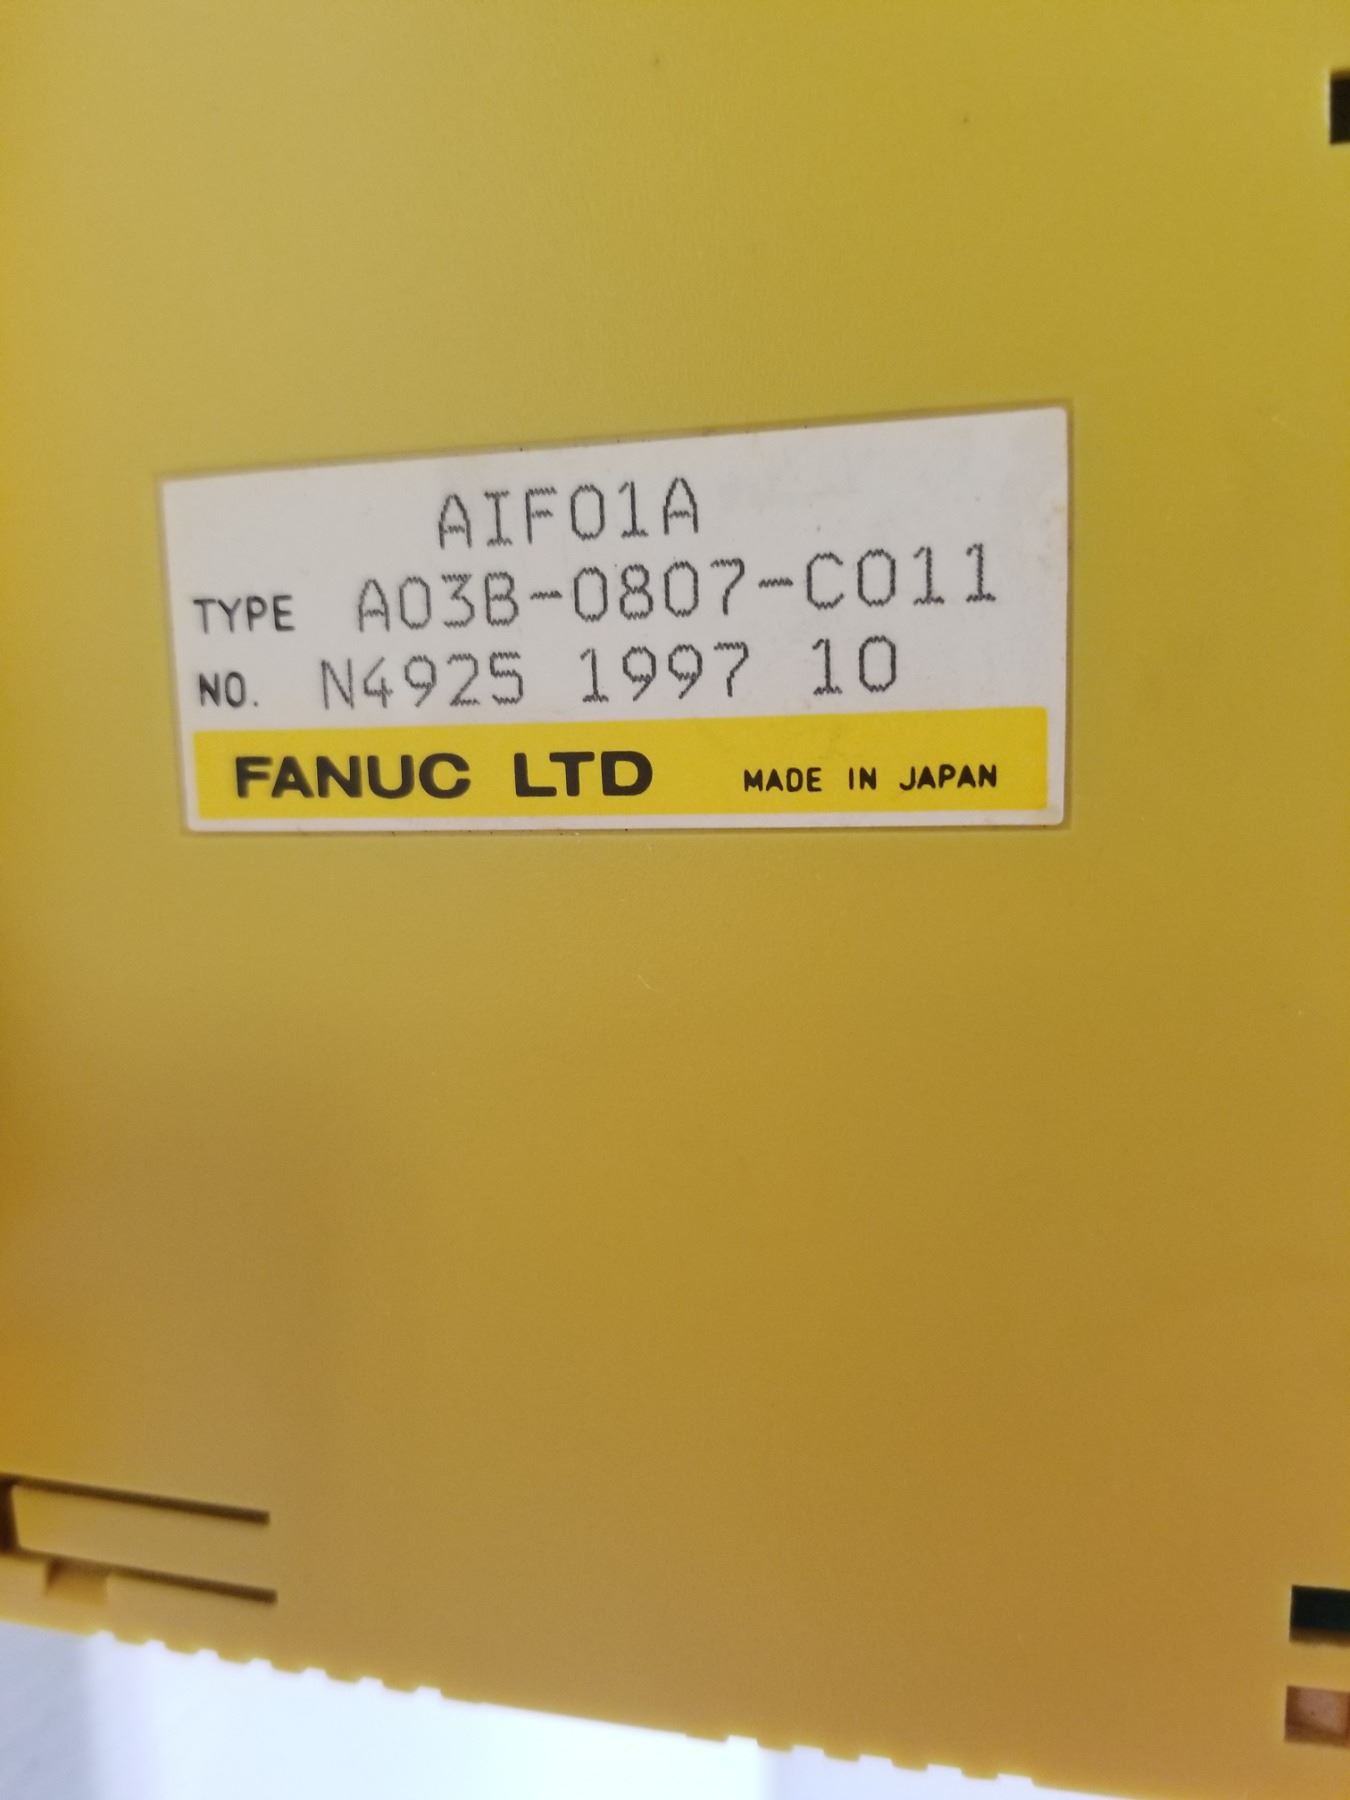 AIF01A
TYPE A03B-0807-C011
NO. N4925 1997 10
FANUC LTD MADE IN JAPAN